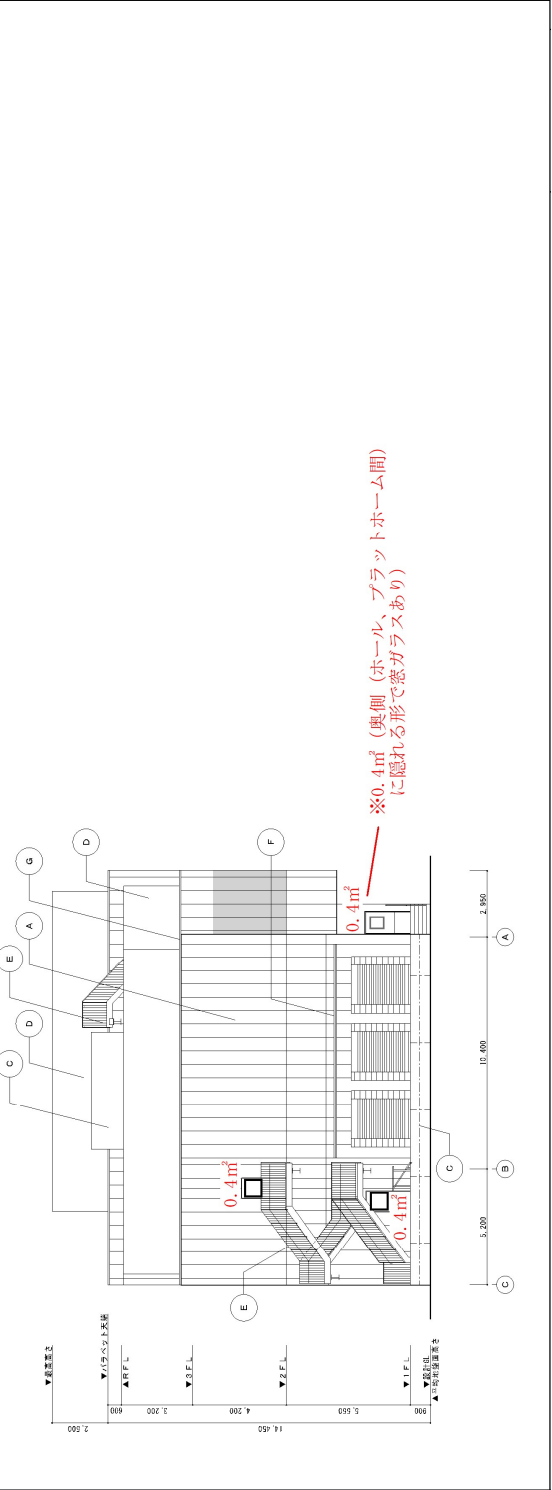 ▼最高高さ
▼パラペット天端
▲RFL
▼3FL
▼2FL
▼1FL
▼設計GL
▲平均地盤面高さ
2,500
600
3,200
4,200
5,550
900
14,450
C
D
E
A
G
D
F
E
C
0.4㎡
0.4㎡
0.4㎡
※0.4㎡(奥側(ホール、プラットホーム間)
に隠れる形で窓ガラスあり)
5,200
10,400
2,950
C
B
A